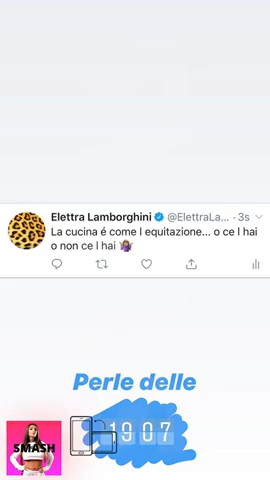 Elettra Lamborghini @ElettraLa... · 3s
La cucina é come l equitazione... o ce l hai
o non ce l hai 🤷🏽‍♀️
Perle delle
19 07
SMASH